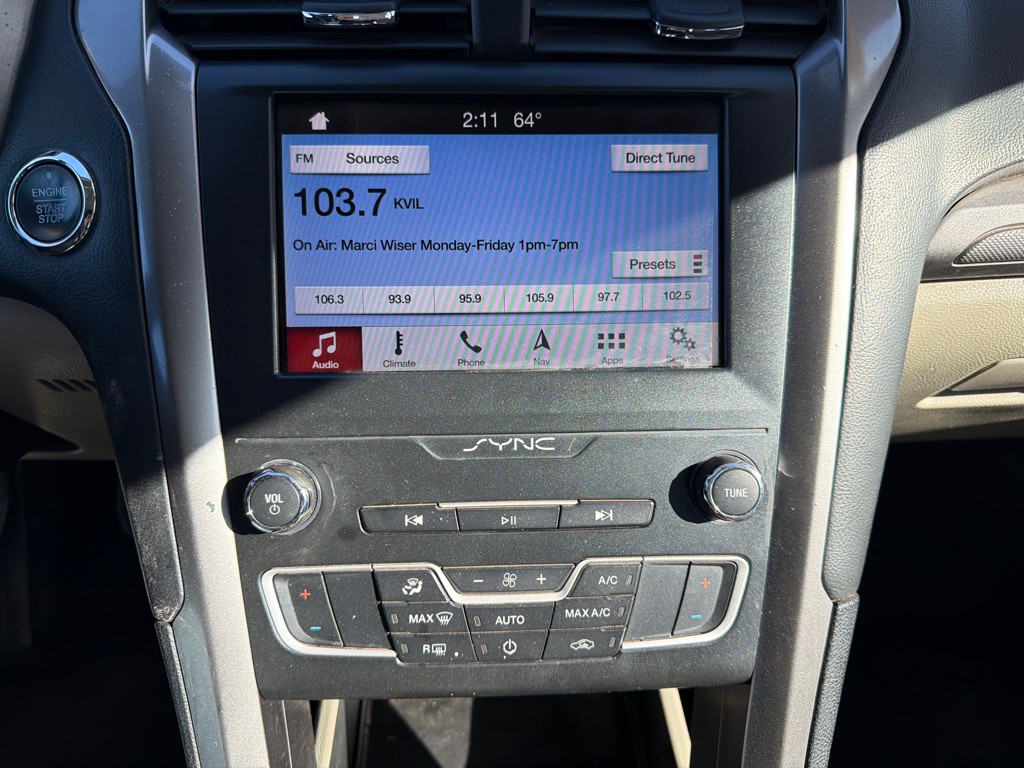 2:11 64°
FM Sources
Direct Tune
103.7 KVIL
On Air: Marci Wiser Monday-Friday 1pm-7pm
Presets
106.3 93.9 95.9 105.9 97.7 102.5
Audio Climate Phone Nav Apps Settings
ENGINE
START
STOP
SYNC
VOL
TUNE
A/C
MAX
AUTO
MAX A/C
R